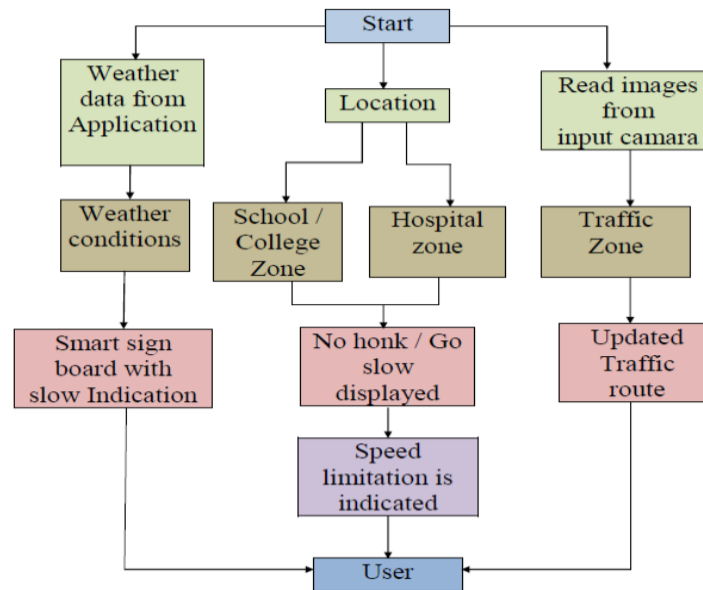 Start
Weather
data from
Application
Location
Read images
from
input camara
Weather
conditions
School /
College
Zone
Hospital
zone
Traffic
Zone
Smart sign
board with
slow Indication
No honk / Go
slow
displayed
Updated
Traffic
route
Speed
limitation is
indicated
User